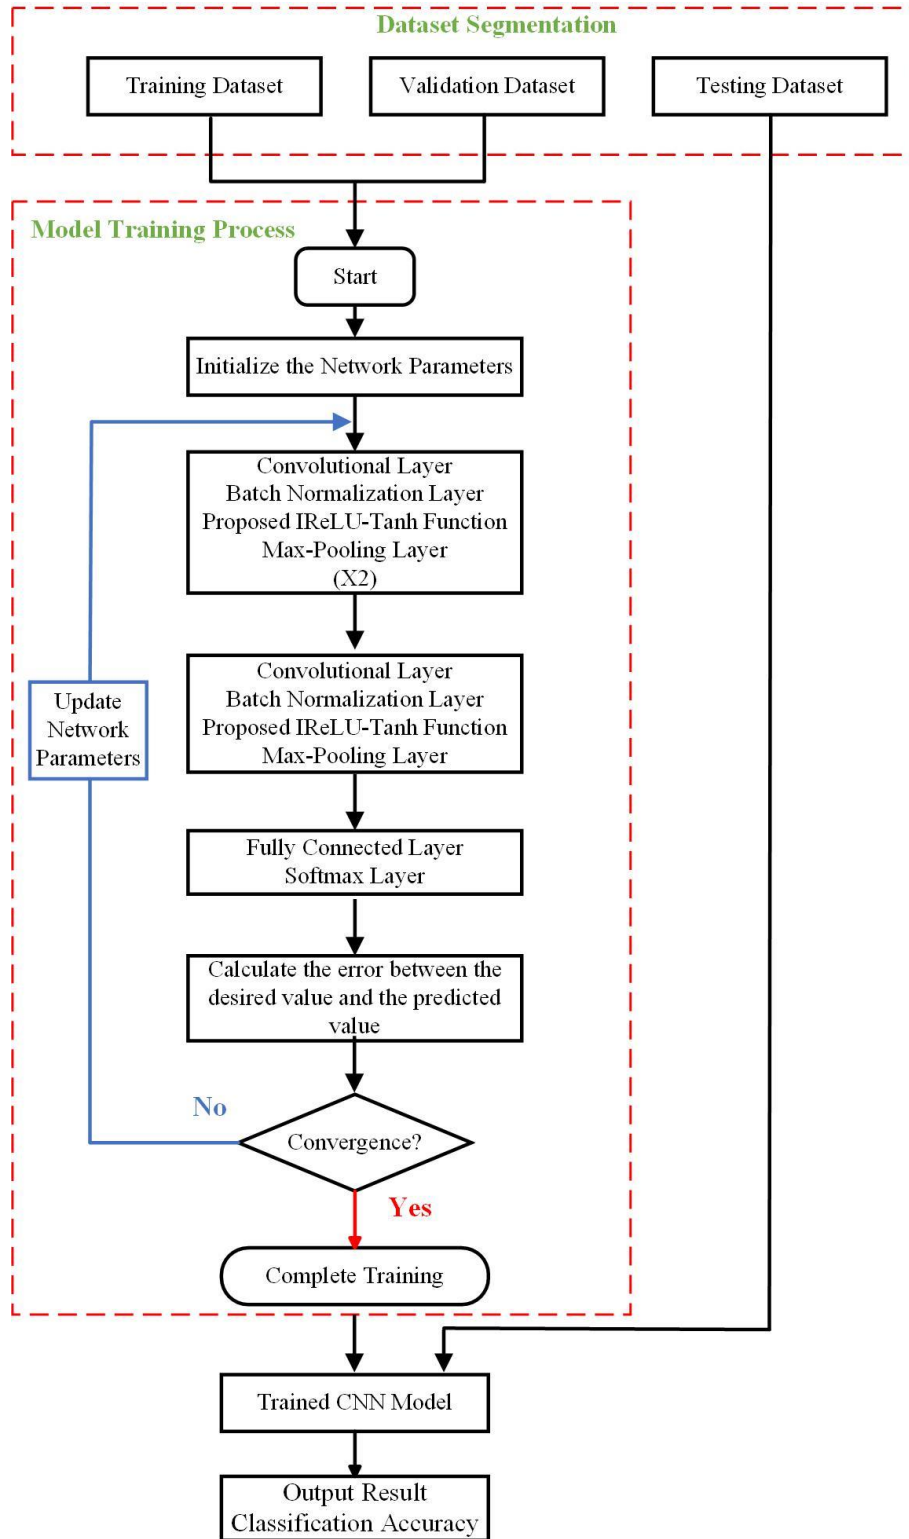 Dataset Segmentation
Training Dataset
Validation Dataset
Testing Dataset
Model Training Process
Start
Initialize the Network Parameters
Convolutional Layer
Batch Normalization Layer
Proposed IReLU-Tanh Function
Max-Pooling Layer
(X2)
Convolutional Layer
Batch Normalization Layer
Proposed IReLU-Tanh Function
Max-Pooling Layer
Update
Network
Parameters
Fully Connected Layer
Softmax Layer
Calculate the error between the
desired value and the predicted
value
No
Convergence?
Yes
Complete Training
Trained CNN Model
Output Result
Classification Accuracy